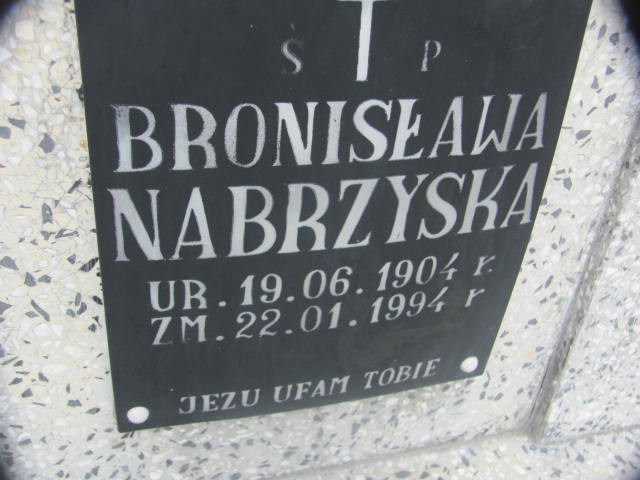 Ś P
BRONISŁAWA
NABRZYSKA
UR. 19.06.1904 r.
ZM. 22.01.1994 r
JEZU UFAM TOBIE